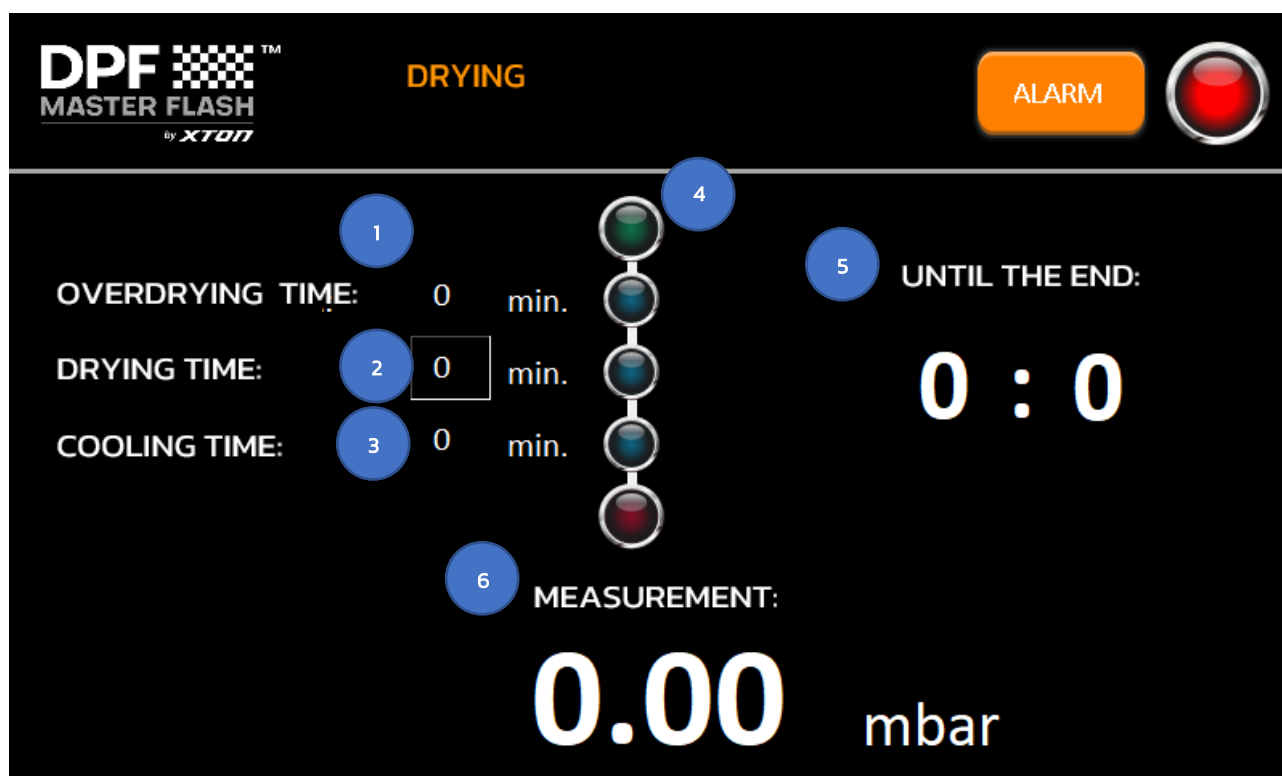 DPF ™
MASTER FLASH
by XTON
DRYING
ALARM
4
1
5
UNTIL THE END:
OVERDRYING TIME: 0 min.
DRYING TIME: 2 0 min.
0 : 0
COOLING TIME: 3 0 min.
6
MEASUREMENT:
0.00 mbar